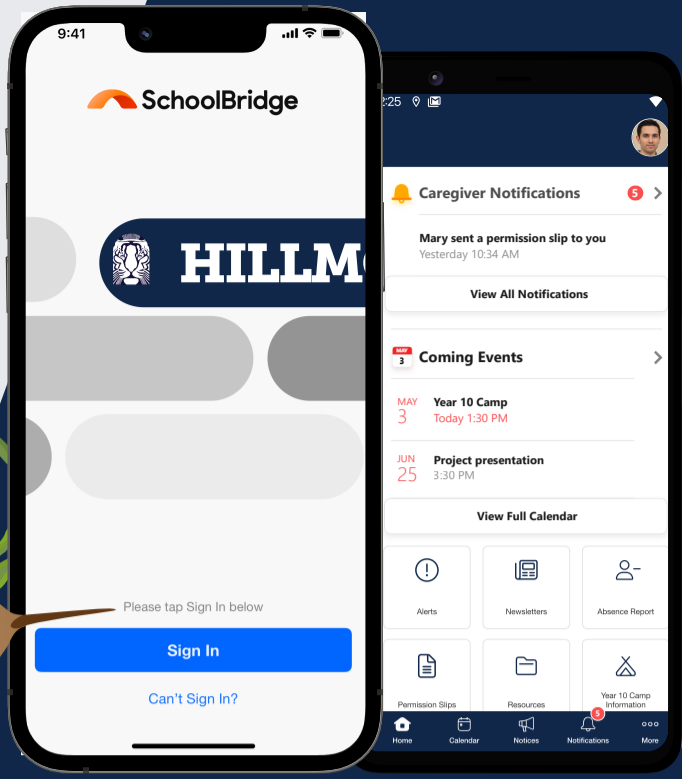 9:41
SchoolBridge
HILLM
Please tap Sign In below
Sign In
Can't Sign In?
:25
Caregiver Notifications
5
Mary sent a permission slip to you
Yesterday 10:34 AM
View All Notifications
MAY
3
Coming Events
MAY
3
Year 10 Camp
Today 1:30 PM
JUN
25
Project presentation
3:30 PM
View Full Calendar
Alerts
Newsletters
Absence Report
Permission Slips
Resources
Year 10 Camp
Information
5
Home
Calendar
Notices
Notifications
More